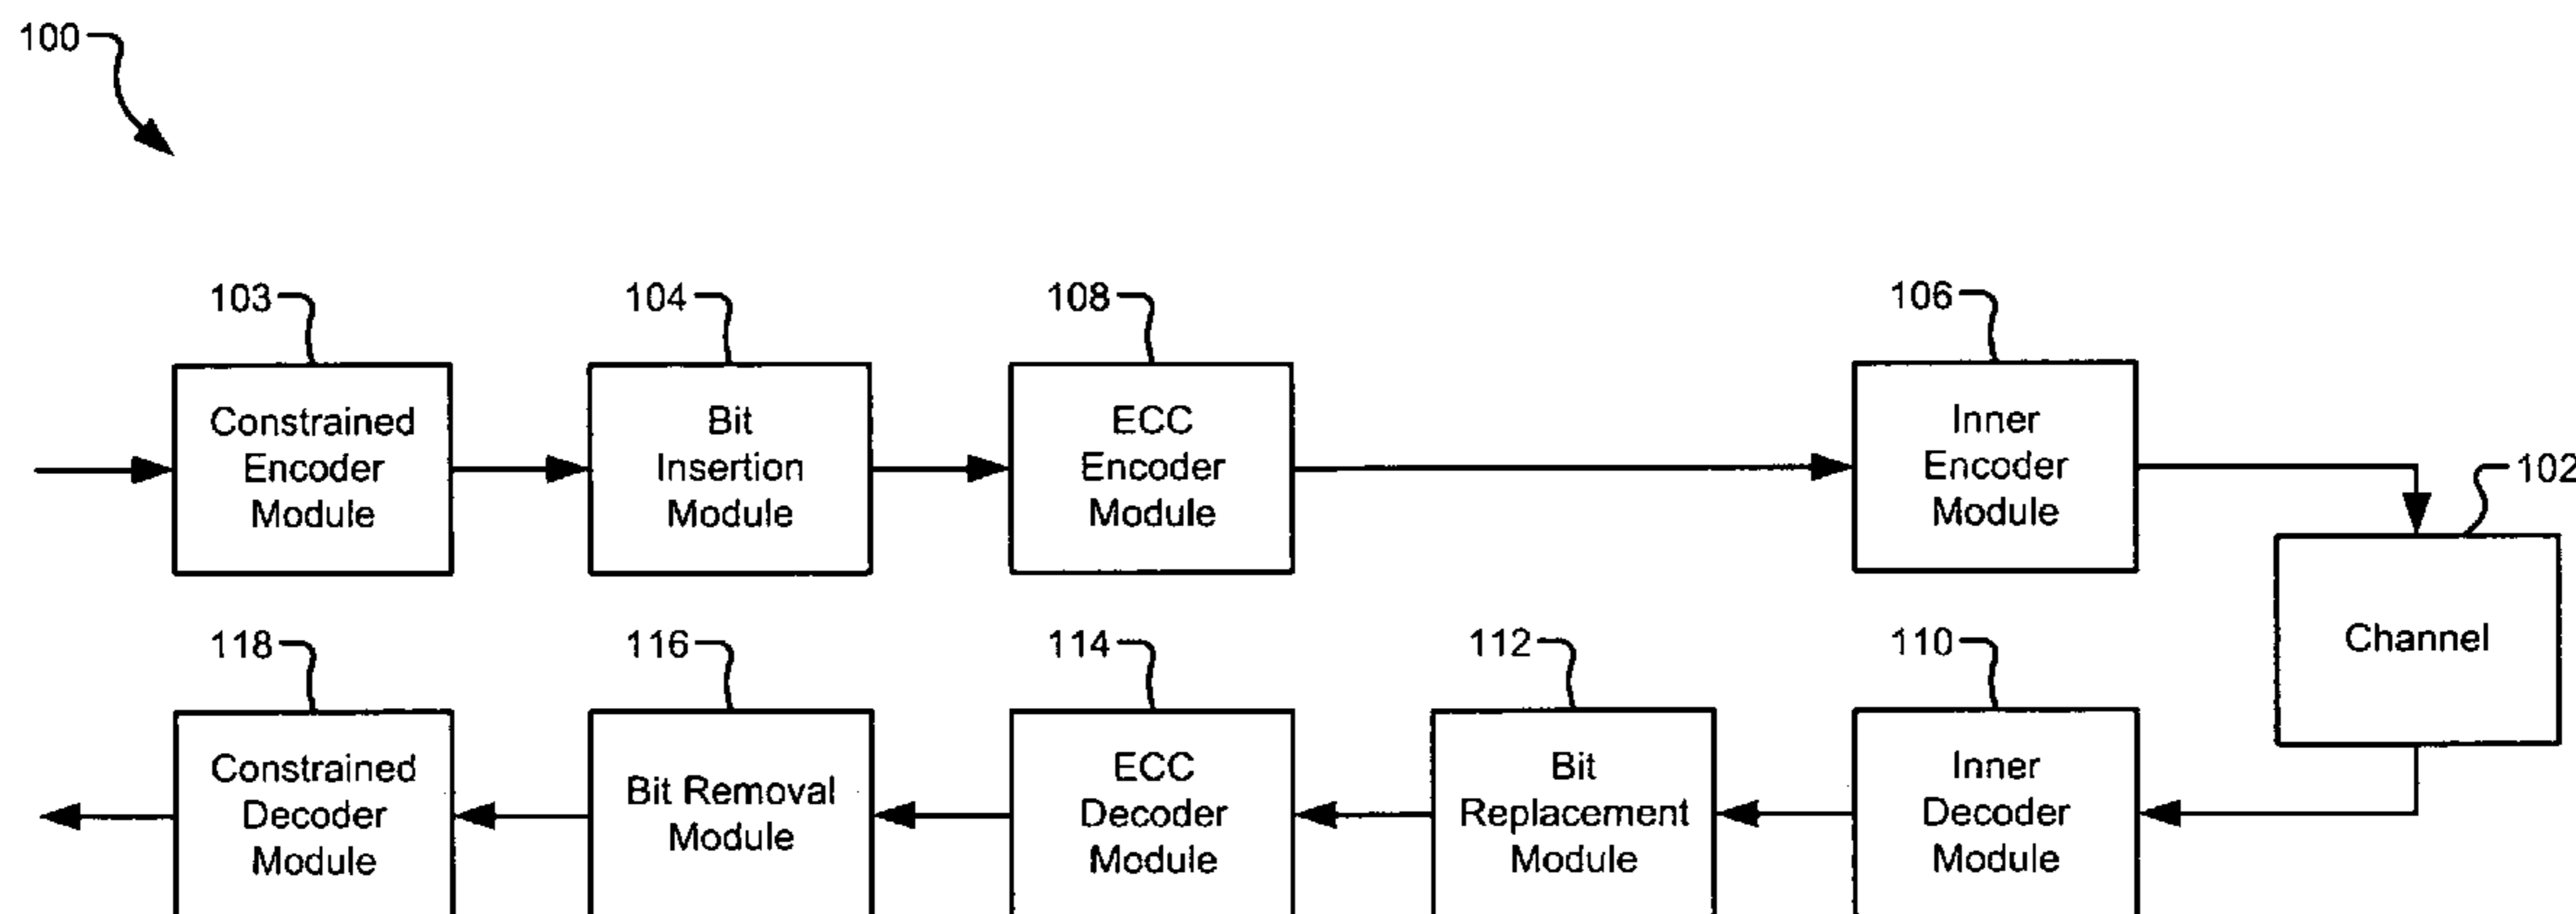 100
103
104
108
106
Constrained
Encoder
Module
Bit
Insertion
Module
ECC
Encoder
Module
Inner
Encoder
Module
102
Channel
118
116
114
112
110
Constrained
Decoder
Module
Bit Removal
Module
ECC
Decoder
Module
Bit
Replacement
Module
Inner
Decoder
Module